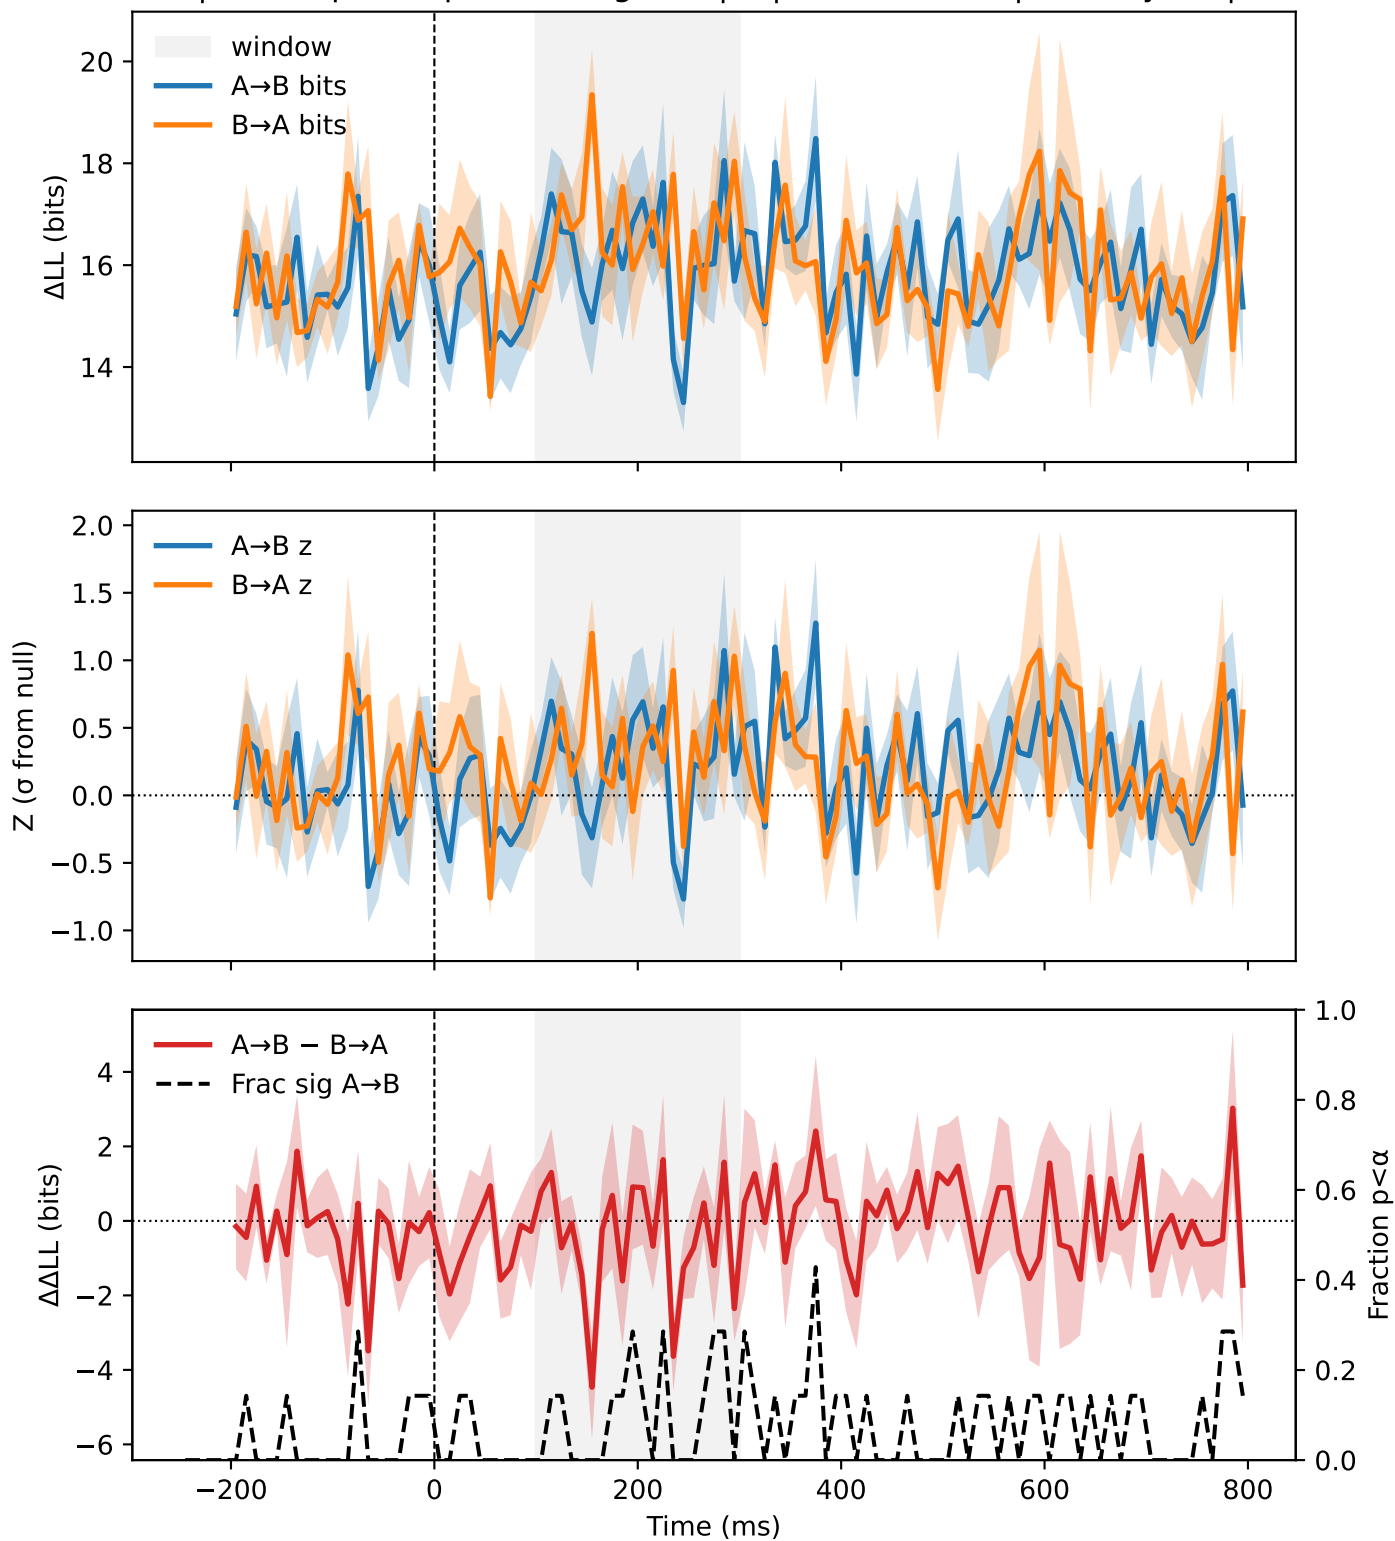 20
18
16
14
ΔLL (bits)
window
A→B bits
B→A bits
2.0
1.5
1.0
0.5
0.0
−0.5
−1.0
Z (σ from null)
A→B z
B→A z
4
2
0
−2
−4
−6
ΔΔLL (bits)
A→B − B→A
Frac sig A→B
1.0
0.8
0.6
0.4
0.2
0.0
Fraction p<α
−200 0 200 400 600 800
Time (ms)